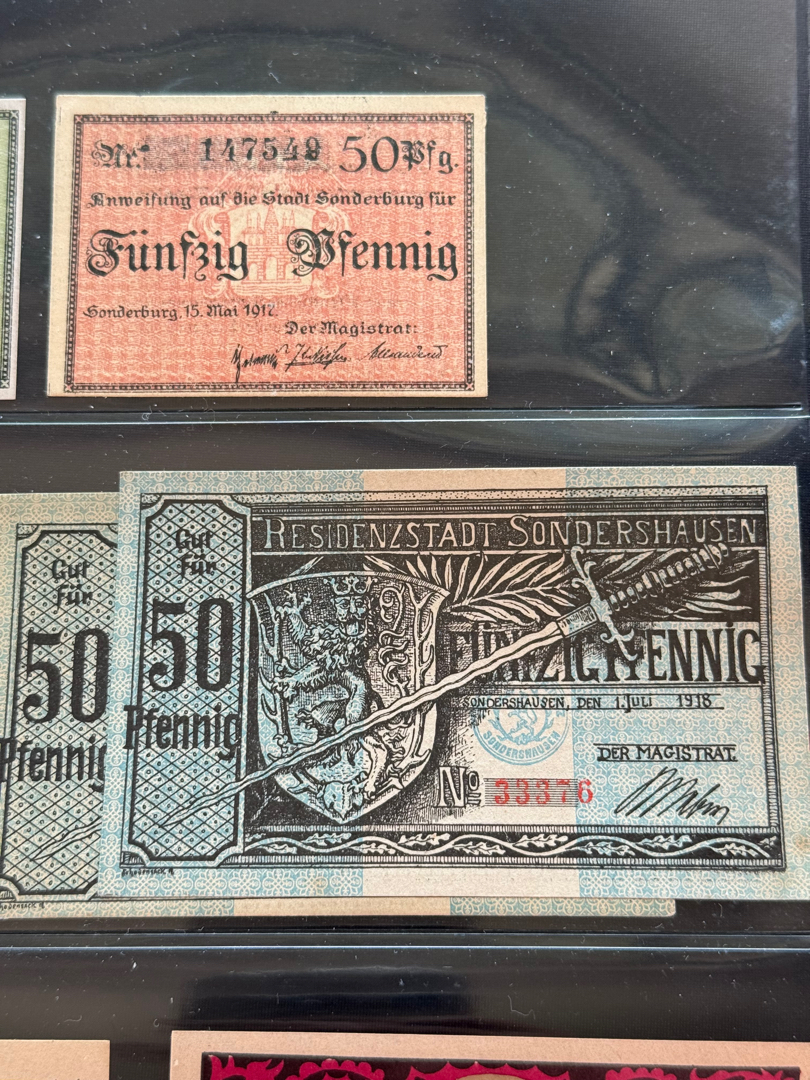 Nr. 147549 50 Pfg.
Anweisung auf die Stadt Sonderburg für
Fünfzig Pfennig
Sonderburg, 15. Mai 1917.
Der Magistrat:
Gut
für
50
Pfennig
Gut
für
50
Pfennig
RESIDENZSTADT SONDERSHAUSEN
FÜNFZIG PFENNIG
SONDERSHAUSEN, DEN 1. JULI 1918
SONDERSHAUSEN
DER MAGISTRAT.
No 33376